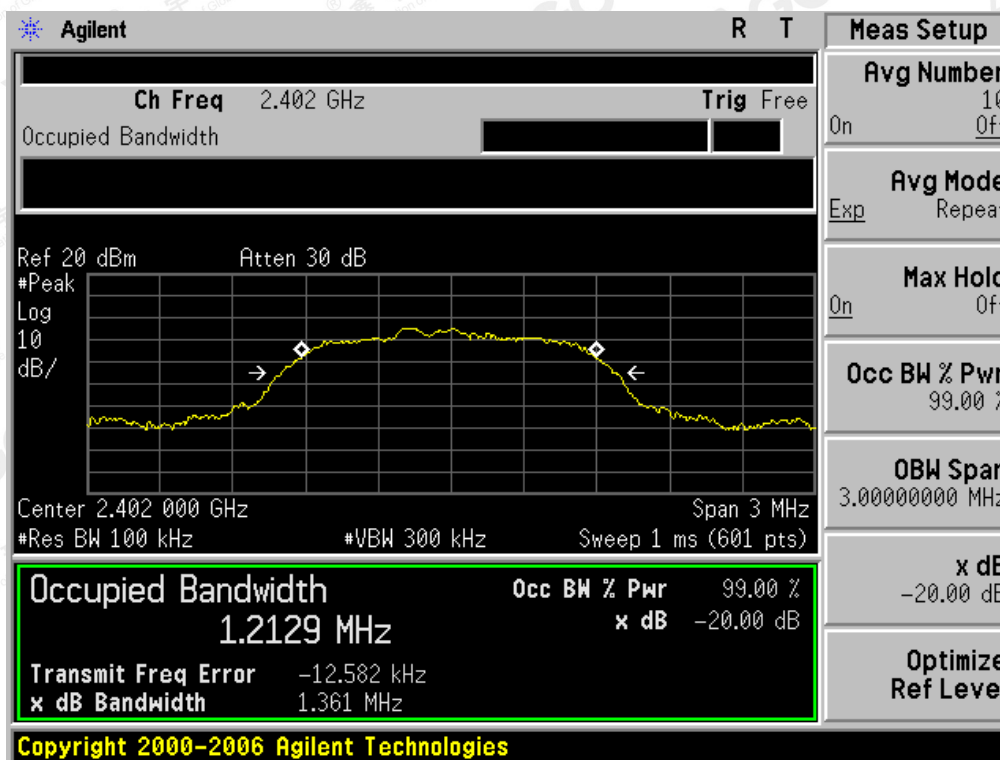 Agilent
R T
Meas Setup
Ch Freq 2.402 GHz
Trig Free
Occupied Bandwidth
Ref 20 dBm
Atten 30 dB
#Peak
Log
10
dB/
Center 2.402 000 GHz
Span 3 MHz
#Res BW 100 kHz
#VBW 300 kHz
Sweep 1 ms (601 pts)
Occupied Bandwidth
1.2129 MHz
Occ BW % Pwr 99.00 %
x dB -20.00 dB
Transmit Freq Error -12.582 kHz
x dB Bandwidth 1.361 MHz
Avg Number
10
On Off
Avg Mode
Exp Repeat
Max Hold
On Off
Occ BW % Pwr
99.00 %
OBW Span
3.00000000 MHz
x dB
-20.00 dB
Optimize
Ref Level
Copyright 2000-2006 Agilent Technologies